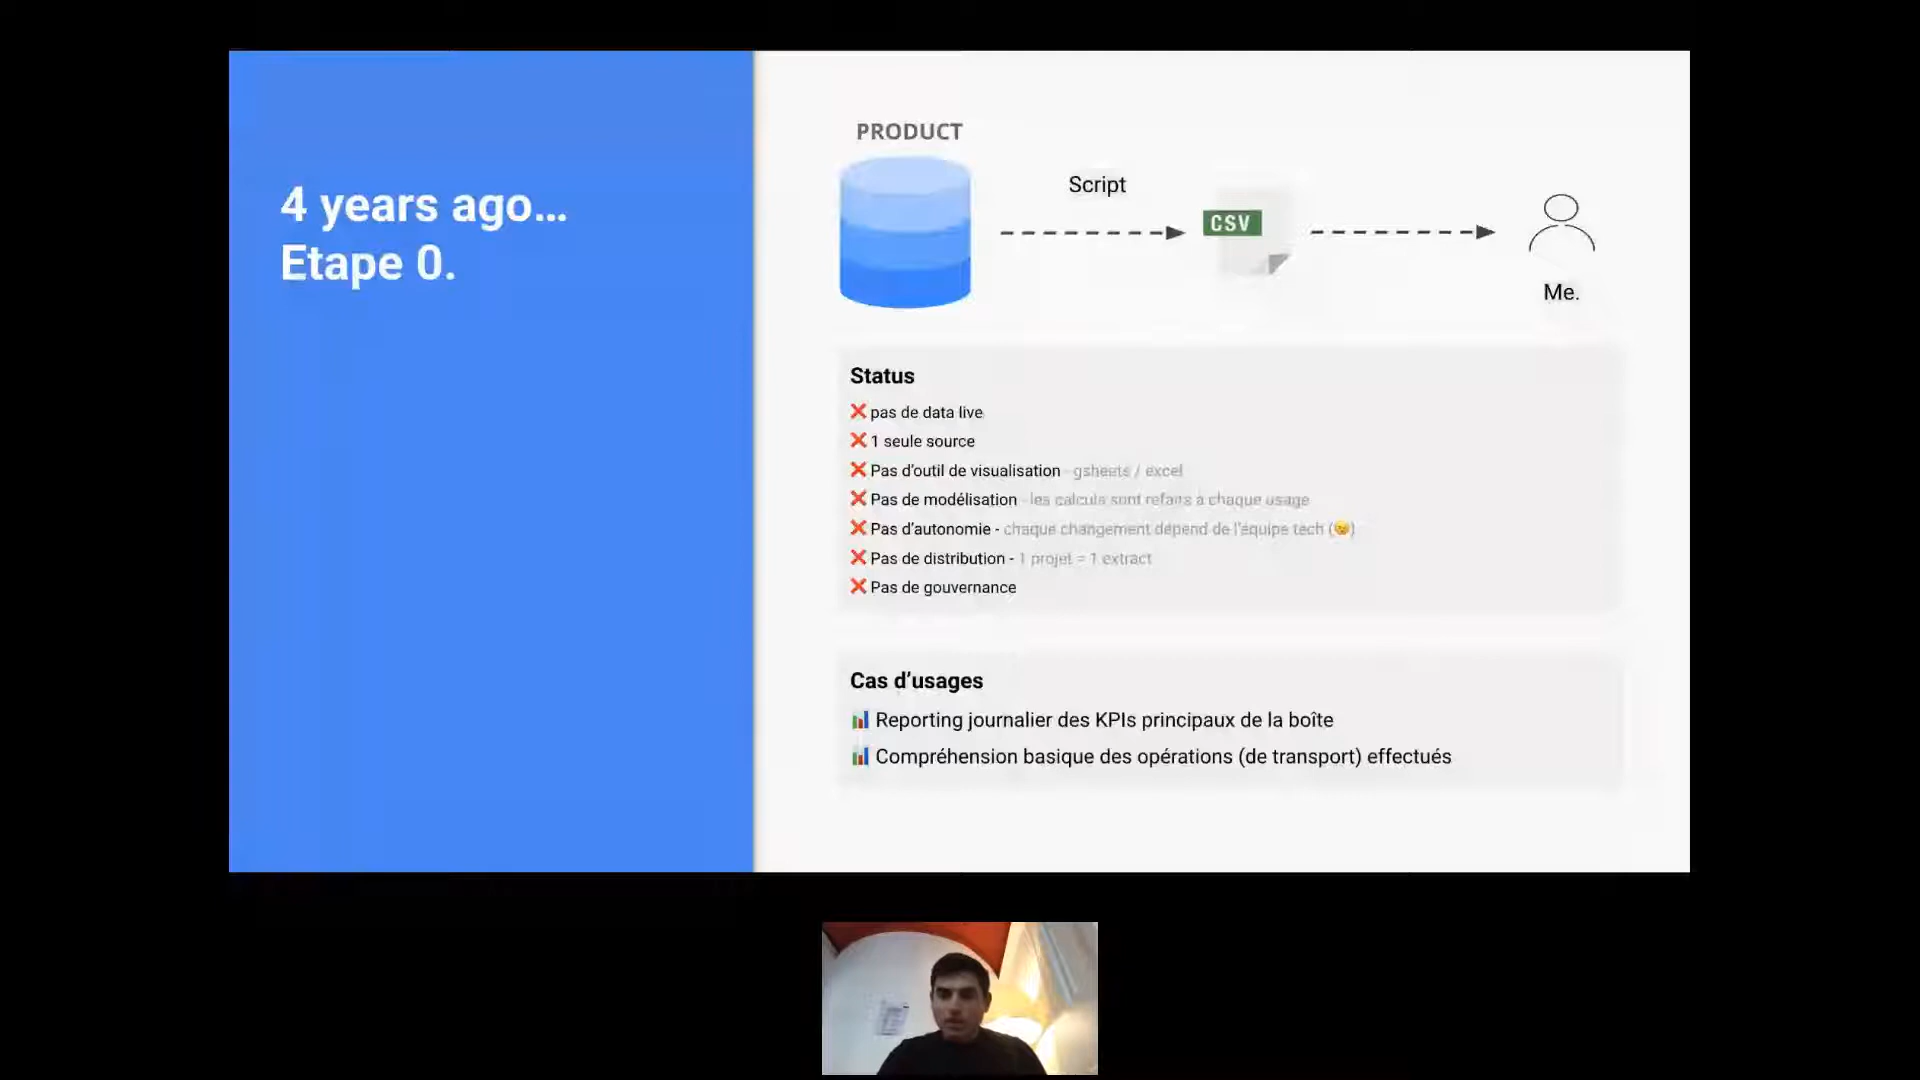 4 years ago...
Etape 0.
PRODUCT
Script
CSV
Me.
Status
❌ pas de data live
❌ 1 seule source
❌ Pas d'outil de visualisation - gsheets / excel
❌ Pas de modélisation - les calculs sont refaits à chaque usage
❌ Pas d'autonomie - chaque changement dépend de l'équipe tech (😓)
❌ Pas de distribution - 1 projet = 1 extract
❌ Pas de gouvernance
Cas d'usages
📊 Reporting journalier des KPIs principaux de la boîte
📊 Compréhension basique des opérations (de transport) effectués